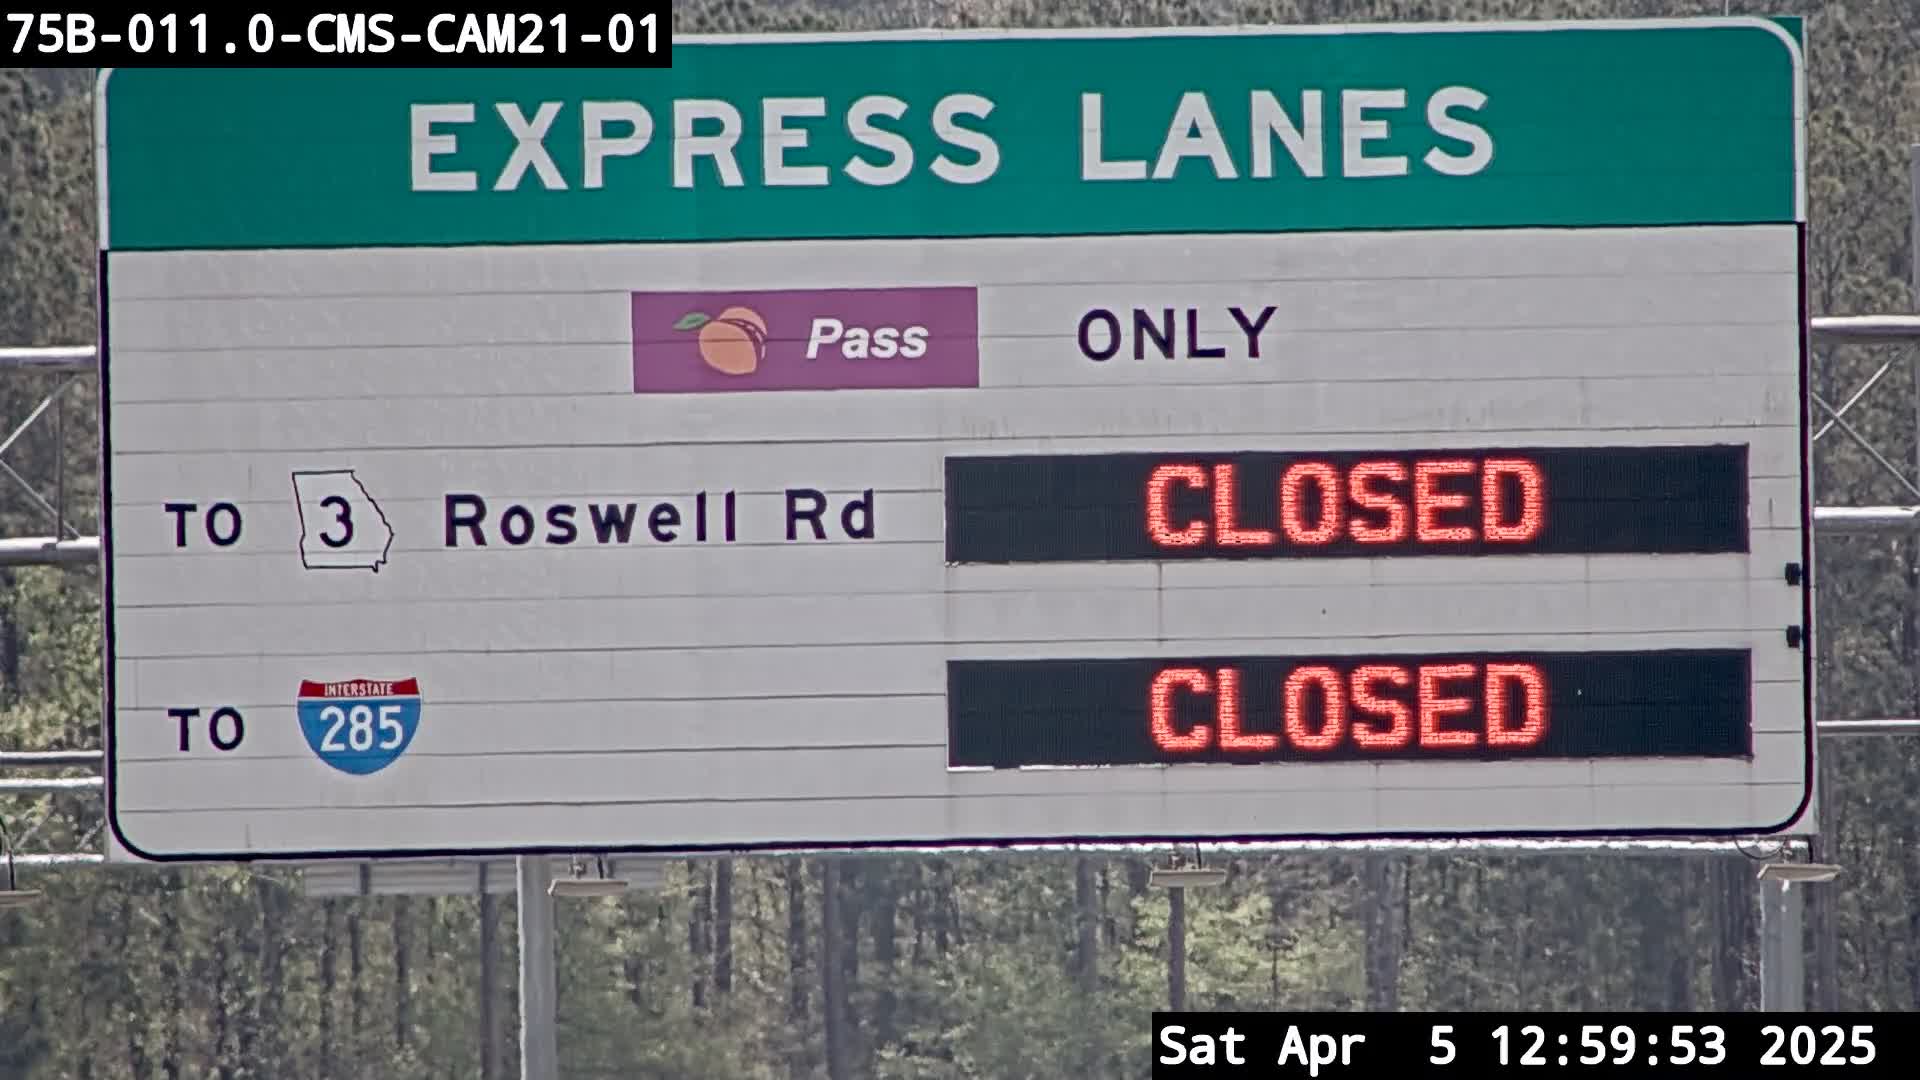 75B-011.0-CMS-CAM21-01
EXPRESS LANES
Pass ONLY
TO 3 Roswell Rd CLOSED
INTERSTATE
TO 285 CLOSED
Sat Apr 5 12:59:53 2025